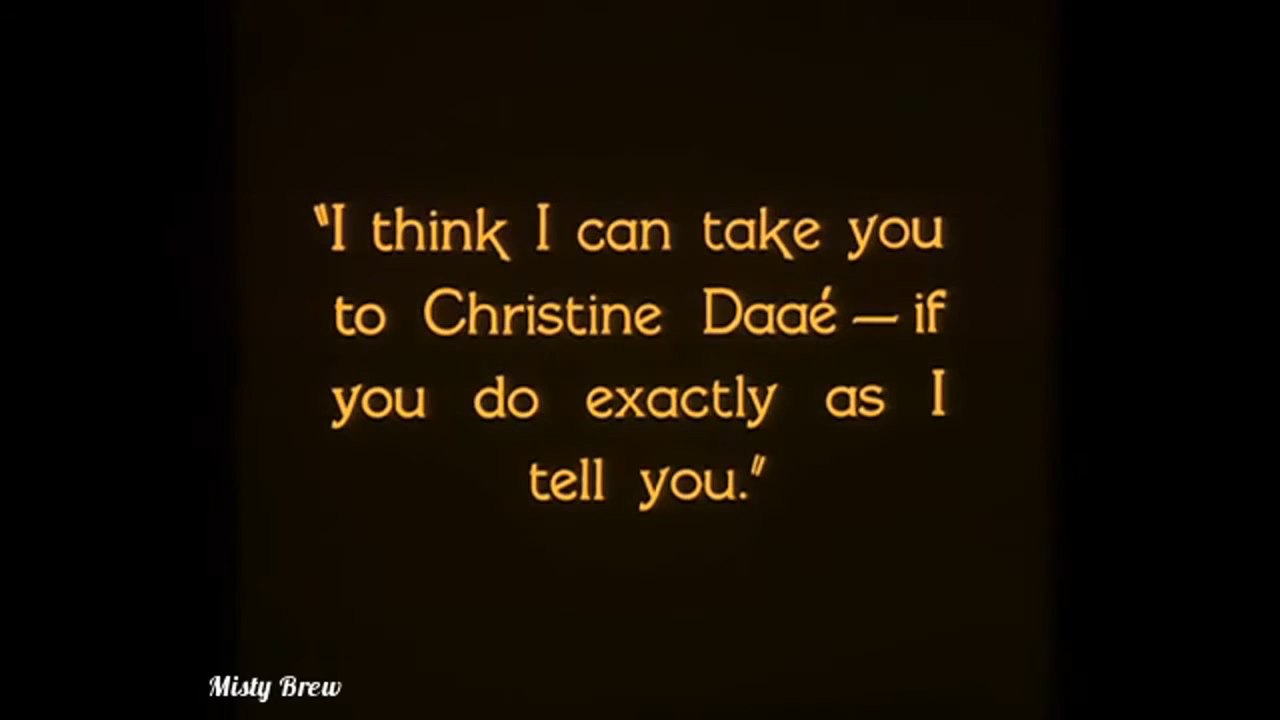 "I think I can take you
to Christine Daaé — if
you do exactly as I
tell you."
Misty Brew